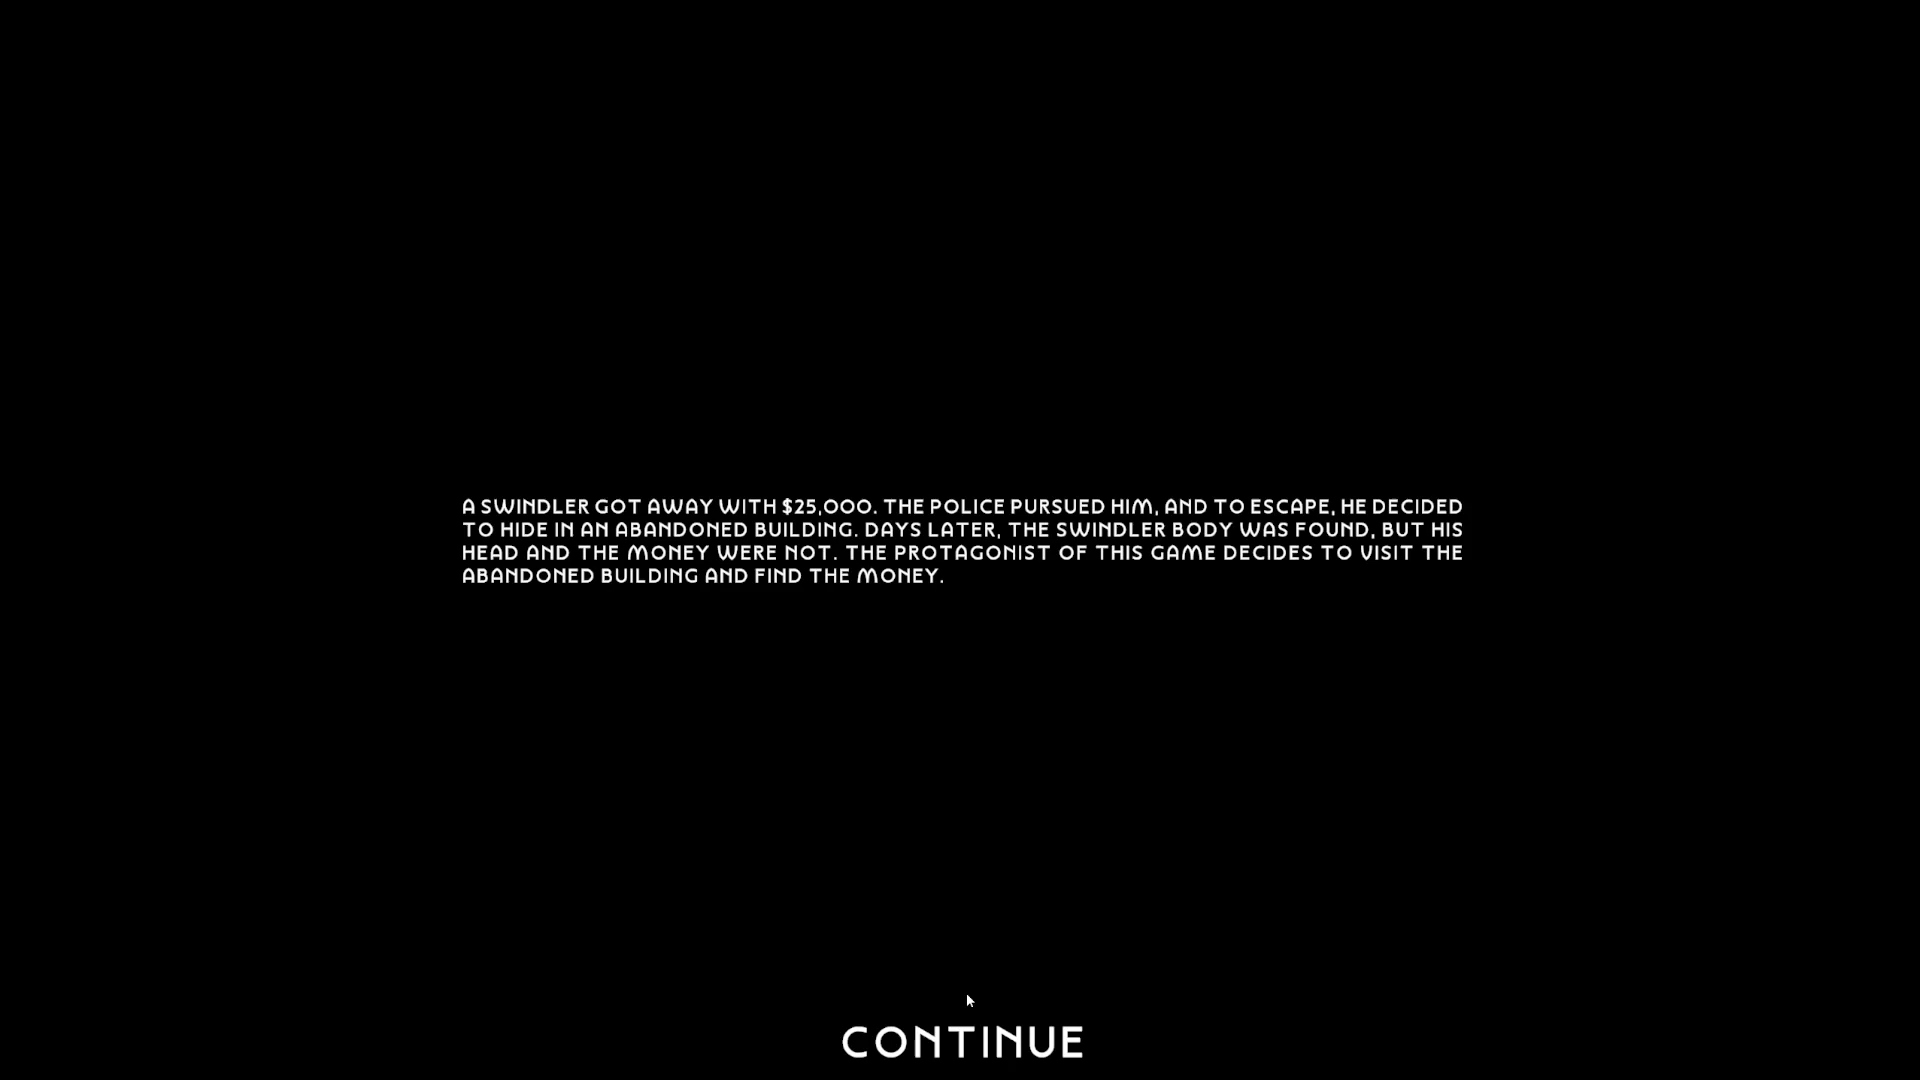 A SWINDLER GOT AWAY WITH $25,000. THE POLICE PURSUED HIM, AND TO ESCAPE, HE DECIDED
TO HIDE IN AN ABANDONED BUILDING. DAYS LATER, THE SWINDLER BODY WAS FOUND, BUT HIS
HEAD AND THE MONEY WERE NOT. THE PROTAGONIST OF THIS GAME DECIDES TO VISIT THE
ABANDONED BUILDING AND FIND THE MONEY.
CONTINUE